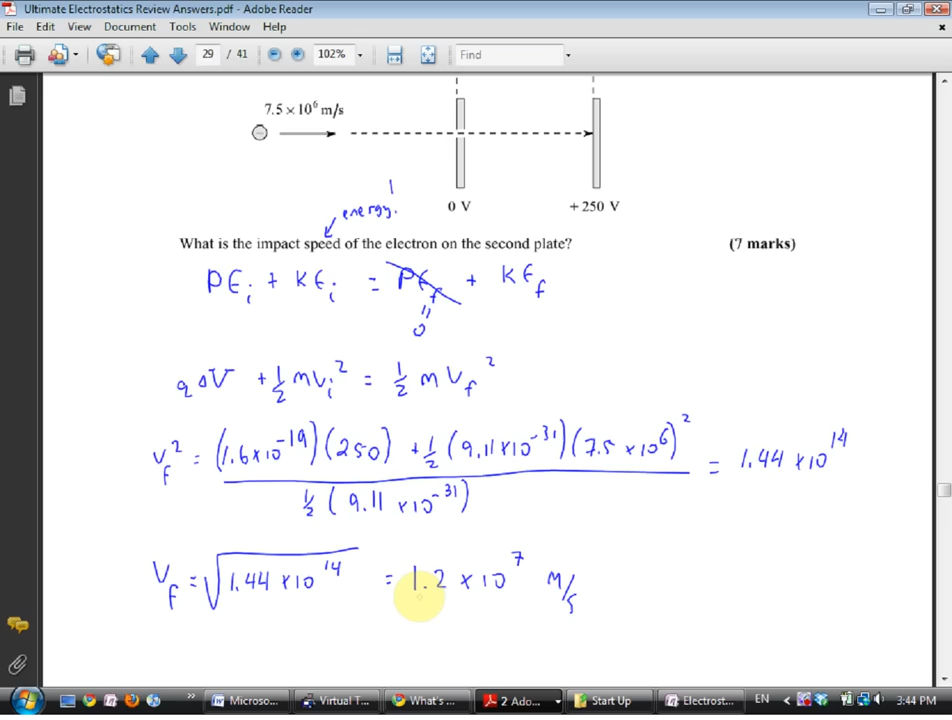 Ultimate Electrostatics Review Answers.pdf - Adobe Reader
File Edit View Document Tools Window Help
29 / 41 102% Find
7.5 × 10⁶ m/s
0 V + 250 V
energy.
What is the impact speed of the electron on the second plate? (7 marks)
PEᵢ + KEᵢ = PE_f + KE_f
"
0
qΔV + ½ mvᵢ² = ½ m v_f²
v_f² = (1.6×10⁻¹⁹)(250) + ½ (9.11×10⁻³¹)(7.5×10⁶)² = 1.44 ×10¹⁴
½ (9.11 ×10⁻³¹)
v_f = √1.44 ×10¹⁴ = 1.2 × 10⁷ m/s
» Microso... Virtual T... What's ... 2 Ado... Start Up Electrost... EN 3:44 PM